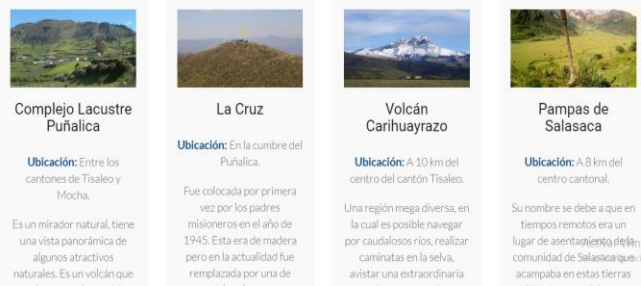 Complejo Lacustre
Puñalica
Ubicación: Entre los
cantones de Tisaleo y
Mocha.
Es un mirador natural, tiene
una vista panorámica de
algunos atractivos
naturales. Es un volcán que
La Cruz
Ubicación: En la cumbre del
Puñalica.
Fue colocada por primera
vez por los padres
misioneros en el año de
1945. Esta era de madera
pero en la actualidad fue
remplazada por una de
Volcán
Carihuayrazo
Ubicación: A 10 km del
centro del cantón Tisaleo.
Una región mega diversa, en
la cual es posible navegar
por caudalosos ríos, realizar
caminatas en la selva,
avistar una extraordinaria
Pampas de
Salasaca
Ubicación: A 8 km del
centro cantonal.
Su nombre se debe a que en
tiempos remotos era un
lugar de asentamiento de la
comunidad de Salasaca que
acampaba en estas tierras